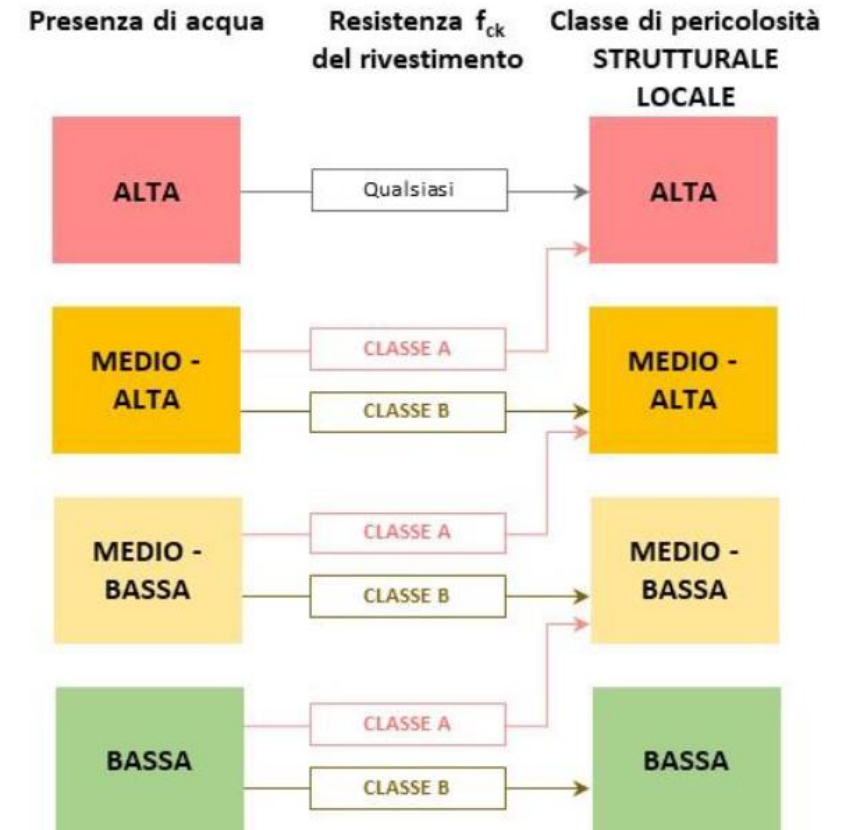 Presenza di acqua
Resistenza fck
del rivestimento
Classe di pericolosità
STRUTTURALE
LOCALE
ALTA
Qualsiasi
ALTA
MEDIO -
ALTA
CLASSE A
CLASSE B
MEDIO -
ALTA
MEDIO -
BASSA
CLASSE A
CLASSE B
MEDIO -
BASSA
BASSA
CLASSE A
CLASSE B
BASSA